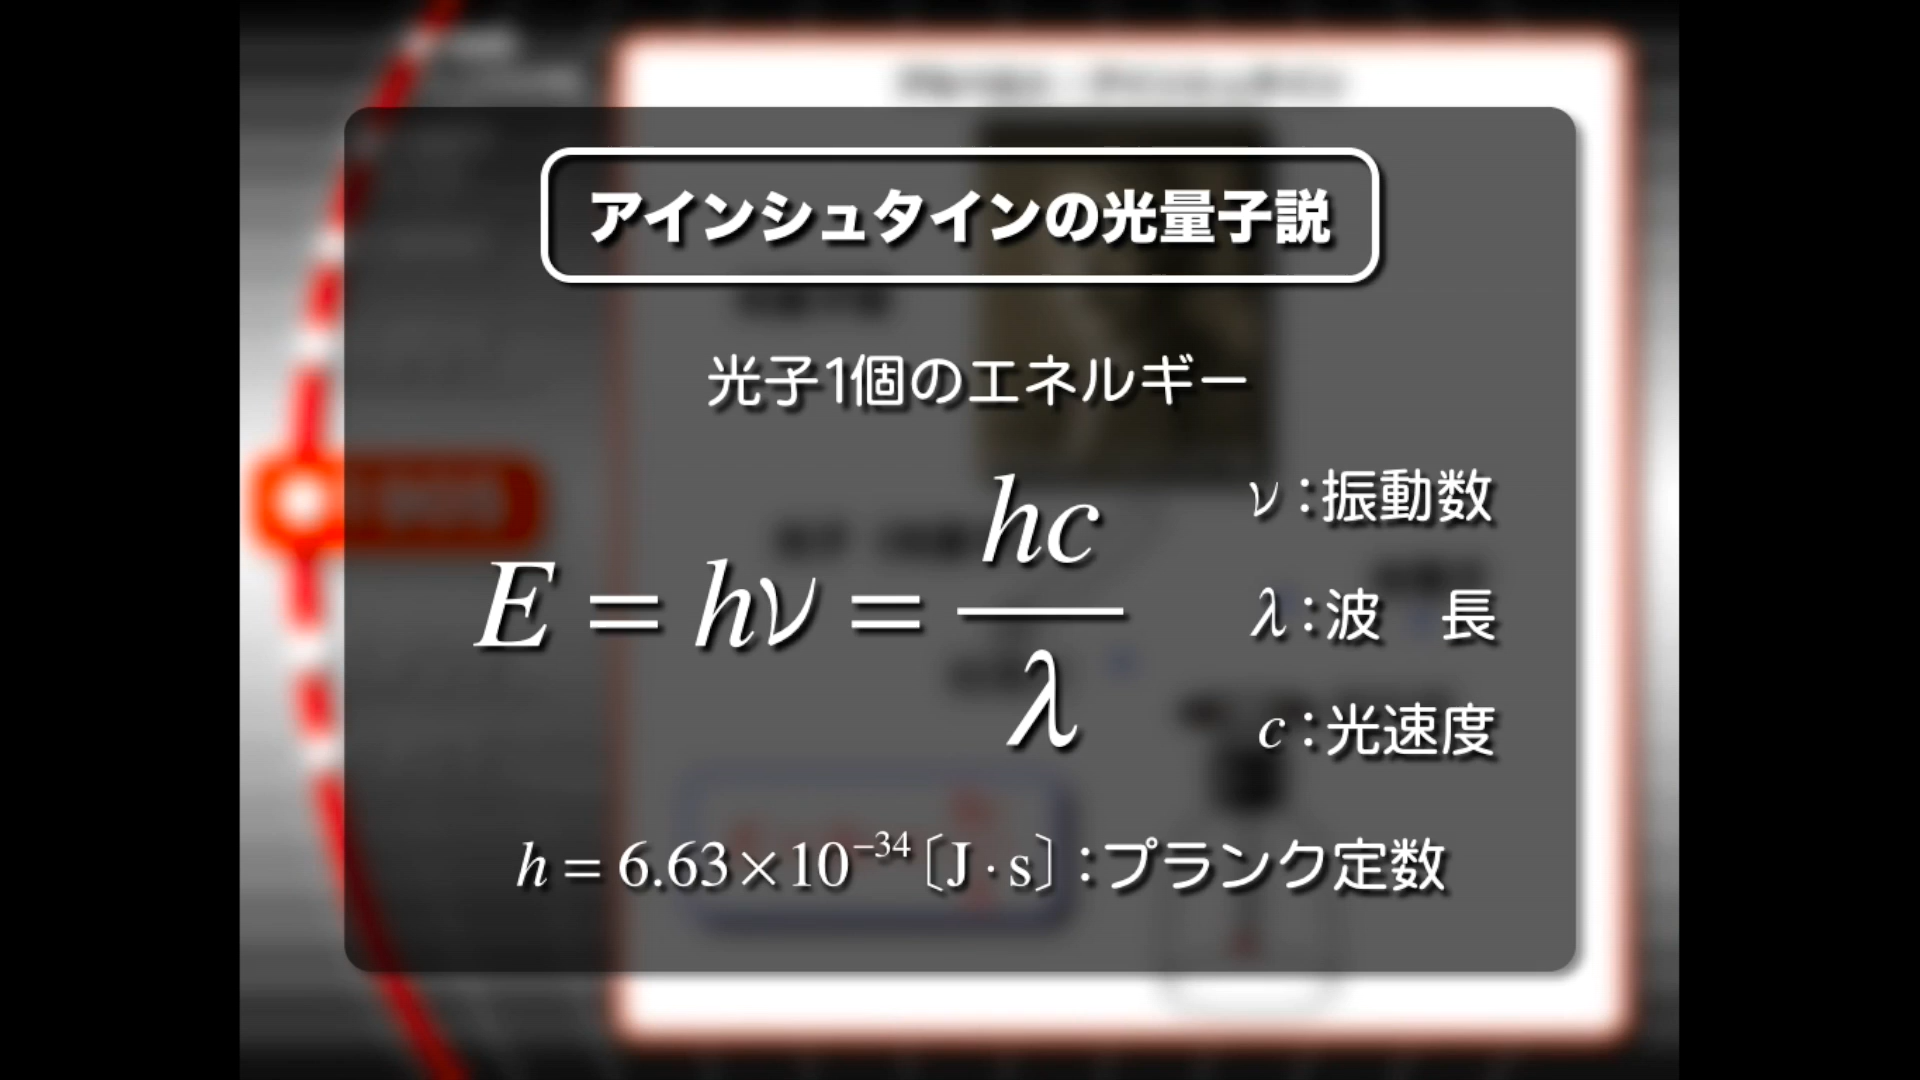 アインシュタインの光量子説
光子1個のエネルギー
E = hν = hc/λ
ν：振動数
λ：波　長
c：光速度
h = 6.63×10⁻³⁴〔J·s〕：プランク定数